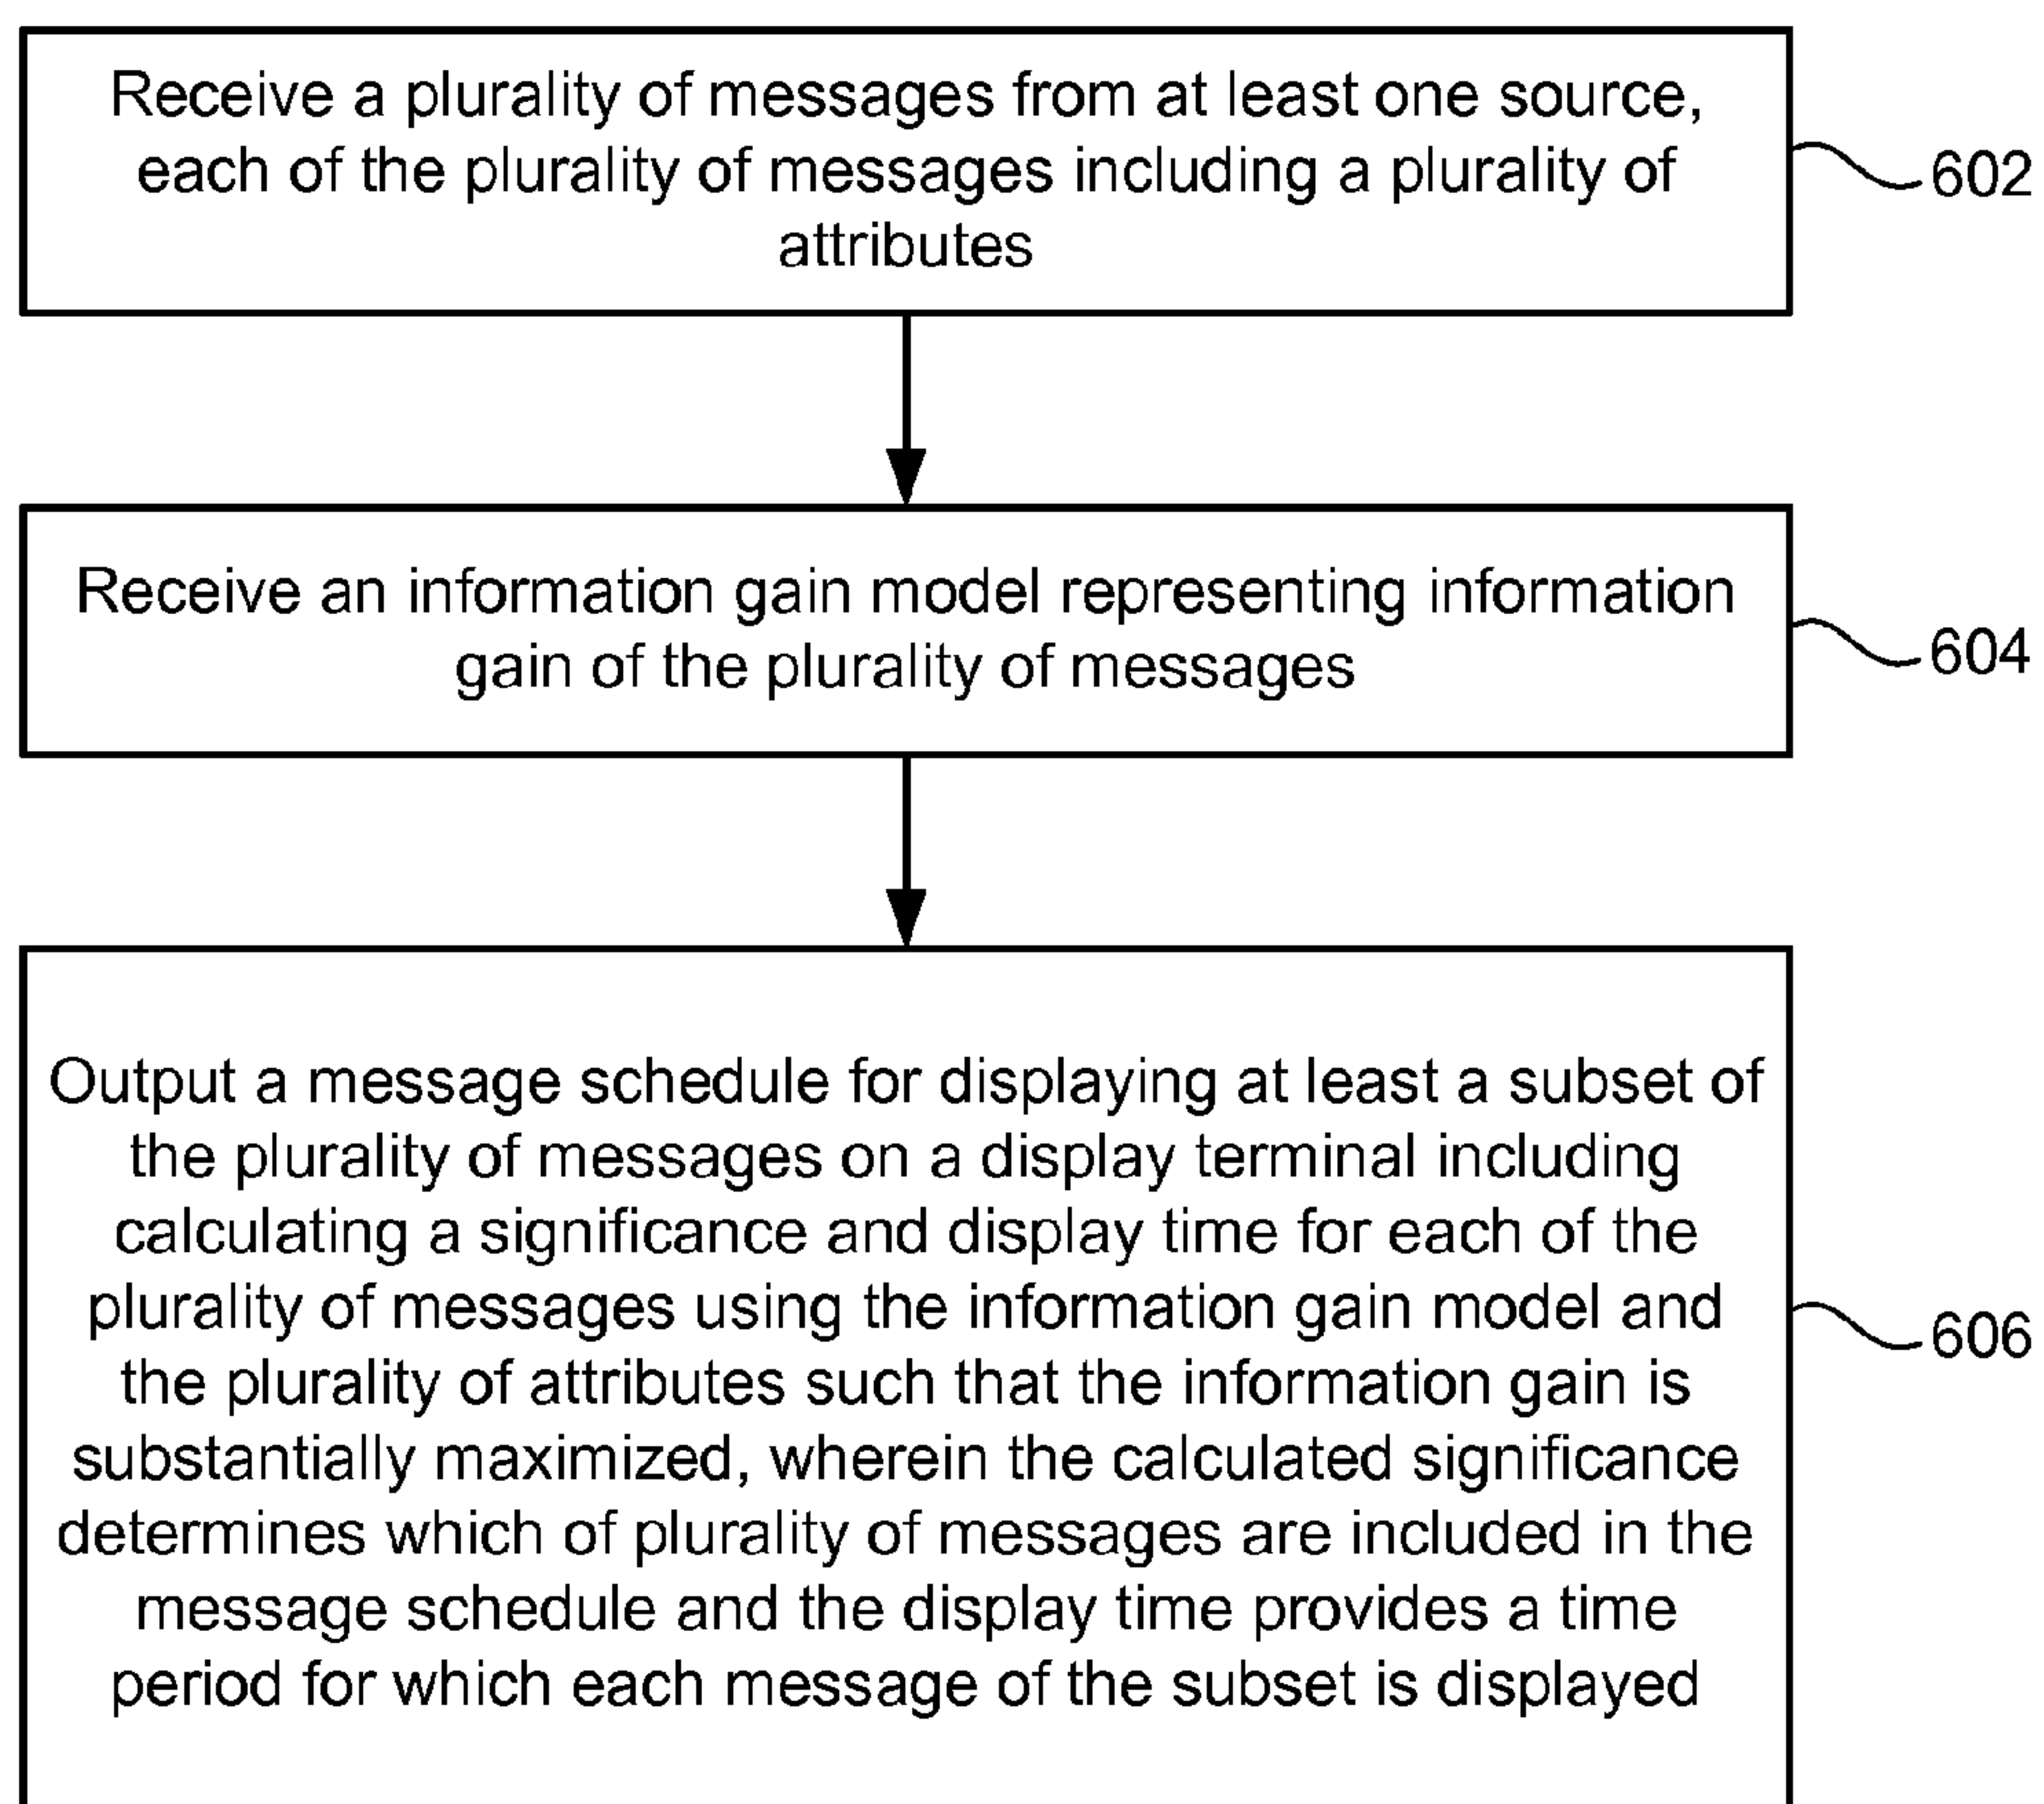 Receive a plurality of messages from at least one source,
each of the plurality of messages including a plurality of
attributes
602
Receive an information gain model representing information
gain of the plurality of messages
604
Output a message schedule for displaying at least a subset of
the plurality of messages on a display terminal including
calculating a significance and display time for each of the
plurality of messages using the information gain model and
the plurality of attributes such that the information gain is
substantially maximized, wherein the calculated significance
determines which of plurality of messages are included in the
message schedule and the display time provides a time
period for which each message of the subset is displayed
606